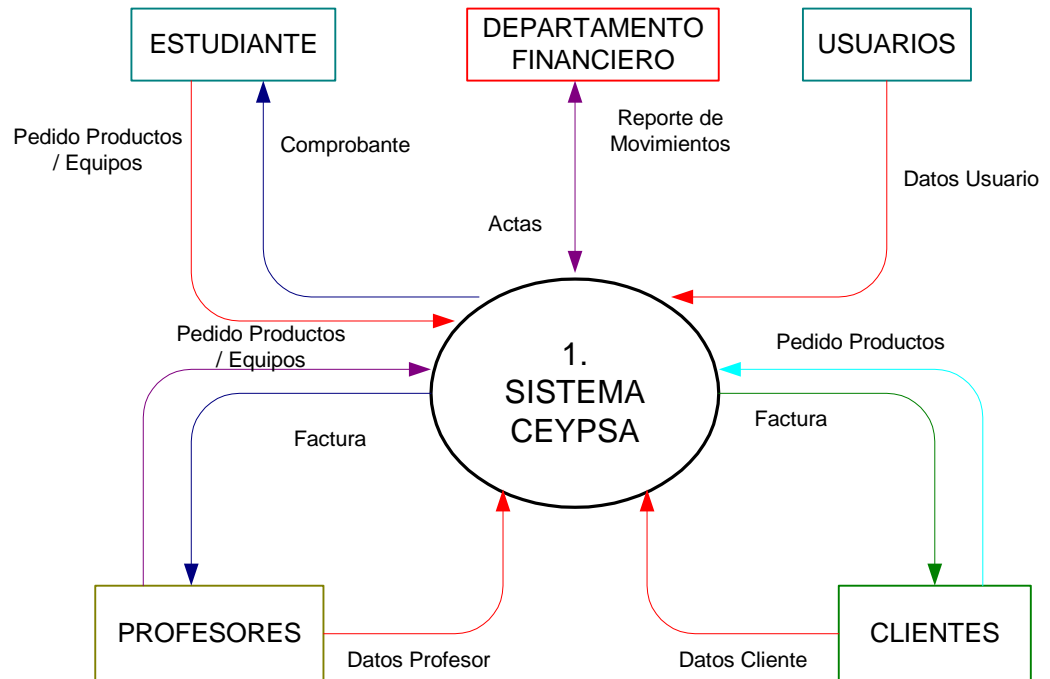 ESTUDIANTE
DEPARTAMENTO
FINANCIERO
USUARIOS
Pedido Productos
/ Equipos
Comprobante
Reporte de
Movimientos
Datos Usuario
Actas
Pedido Productos
/ Equipos
1.
SISTEMA
CEYPSA
Pedido Productos
Factura
Factura
PROFESORES
Datos Profesor
Datos Cliente
CLIENTES